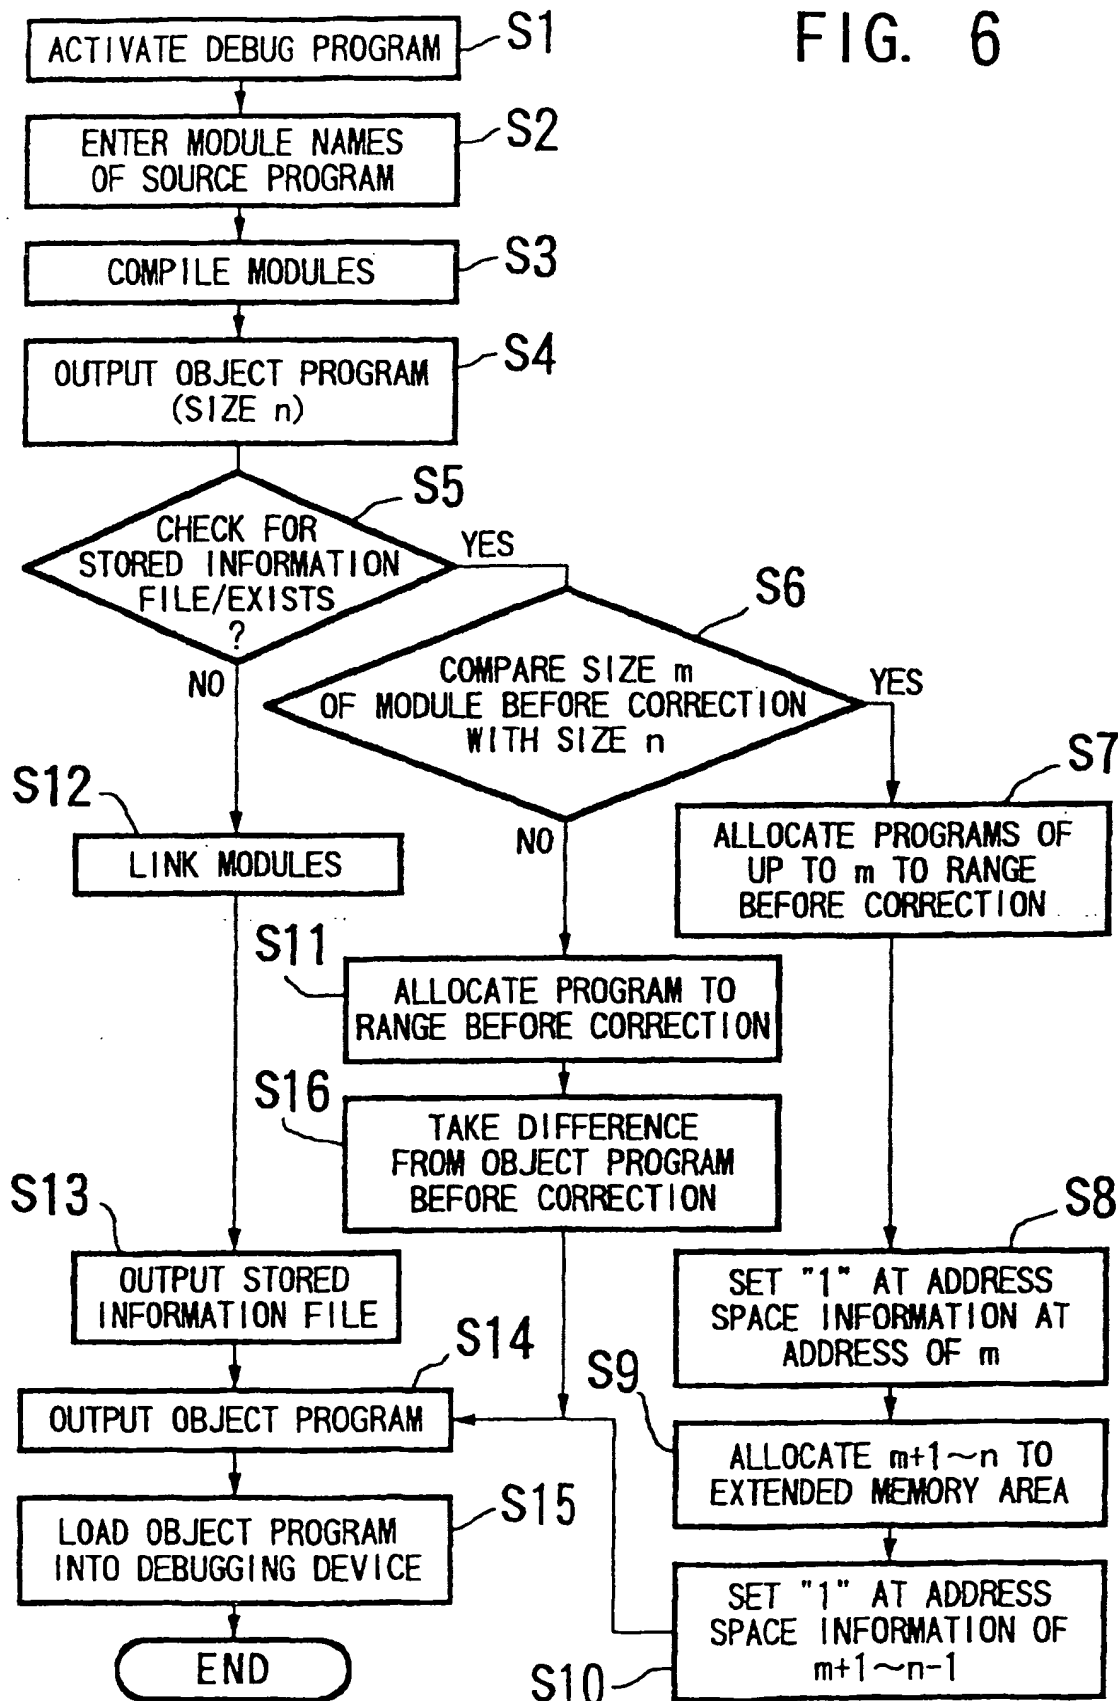 FIG. 6
ACTIVATE DEBUG PROGRAM
S1
ENTER MODULE NAMES
OF SOURCE PROGRAM
S2
COMPILE MODULES
S3
OUTPUT OBJECT PROGRAM
(SIZE n)
S4
CHECK FOR
STORED INFORMATION
FILE/EXISTS
?
S5
YES
NO
COMPARE SIZE m
OF MODULE BEFORE CORRECTION
WITH SIZE n
S6
YES
NO
S7
ALLOCATE PROGRAMS OF
UP TO m TO RANGE
BEFORE CORRECTION
S12
LINK MODULES
S11
ALLOCATE PROGRAM TO
RANGE BEFORE CORRECTION
S16
TAKE DIFFERENCE
FROM OBJECT PROGRAM
BEFORE CORRECTION
S13
OUTPUT STORED
INFORMATION FILE
S8
SET "1" AT ADDRESS
SPACE INFORMATION AT
ADDRESS OF m
S14
OUTPUT OBJECT PROGRAM
S9
ALLOCATE m+1~n TO
EXTENDED MEMORY AREA
S15
LOAD OBJECT PROGRAM
INTO DEBUGGING DEVICE
SET "1" AT ADDRESS
SPACE INFORMATION OF
m+1~n-1
S10
END